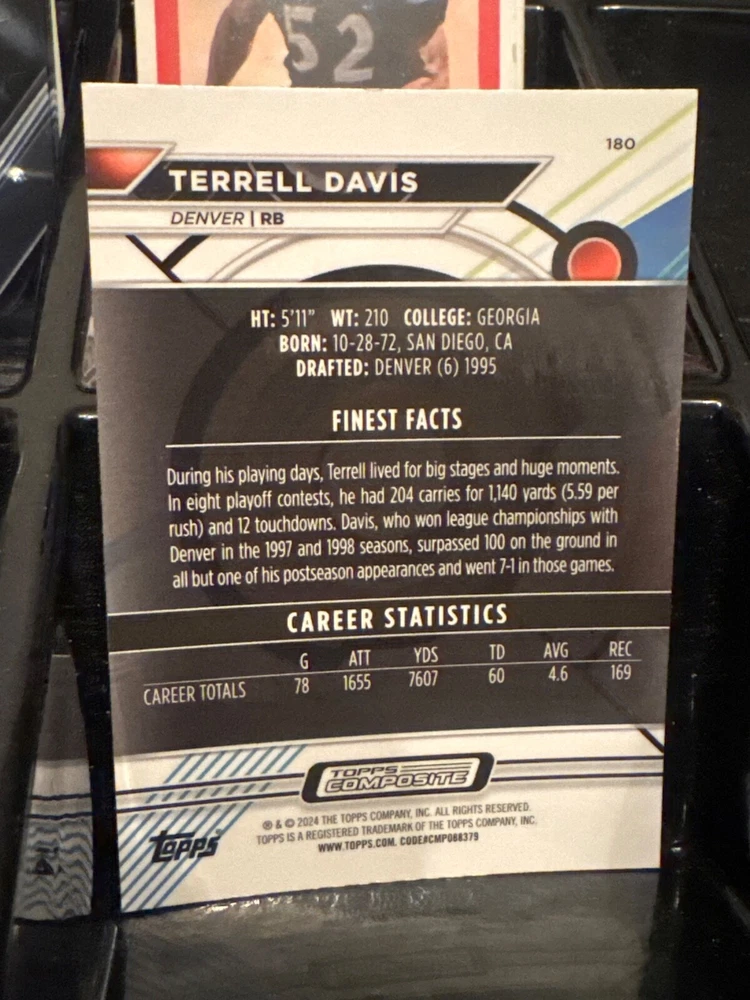 52
180
TERRELL DAVIS
DENVER | RB
HT: 5'11" WT: 210 COLLEGE: GEORGIA
BORN: 10-28-72, SAN DIEGO, CA
DRAFTED: DENVER (6) 1995
FINEST FACTS
During his playing days, Terrell lived for big stages and huge moments.
In eight playoff contests, he had 204 carries for 1,140 yards (5.59 per
rush) and 12 touchdowns. Davis, who won league championships with
Denver in the 1997 and 1998 seasons, surpassed 100 on the ground in
all but one of his postseason appearances and went 7-1 in those games.
CAREER STATISTICS
G ATT YDS TD AVG REC
CAREER TOTALS 78 1655 7607 60 4.6 169
TOPPS
COMPOSITE
® & © 2024 THE TOPPS COMPANY, INC. ALL RIGHTS RESERVED.
TOPPS IS A REGISTERED TRADEMARK OF THE TOPPS COMPANY, INC.
WWW.TOPPS.COM. CODE#CMP088379
topps